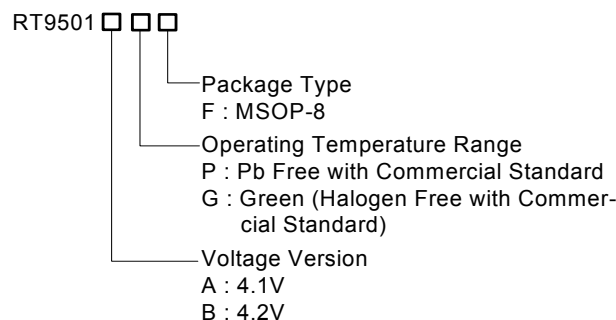 RT9501
Package Type
F : MSOP-8
Operating Temperature Range
P : Pb Free with Commercial Standard
G : Green (Halogen Free with Commer-
cial Standard)
Voltage Version
A : 4.1V
B : 4.2V